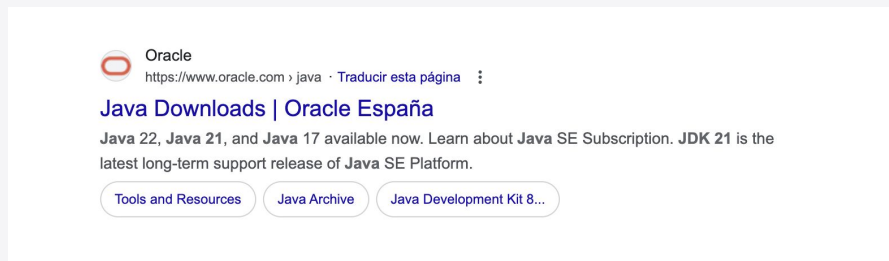 Oracle
https://www.oracle.com › java · Traducir esta página
Java Downloads | Oracle España
Java 22, Java 21, and Java 17 available now. Learn about Java SE Subscription. JDK 21 is the
latest long-term support release of Java SE Platform.
Tools and Resources
Java Archive
Java Development Kit 8...